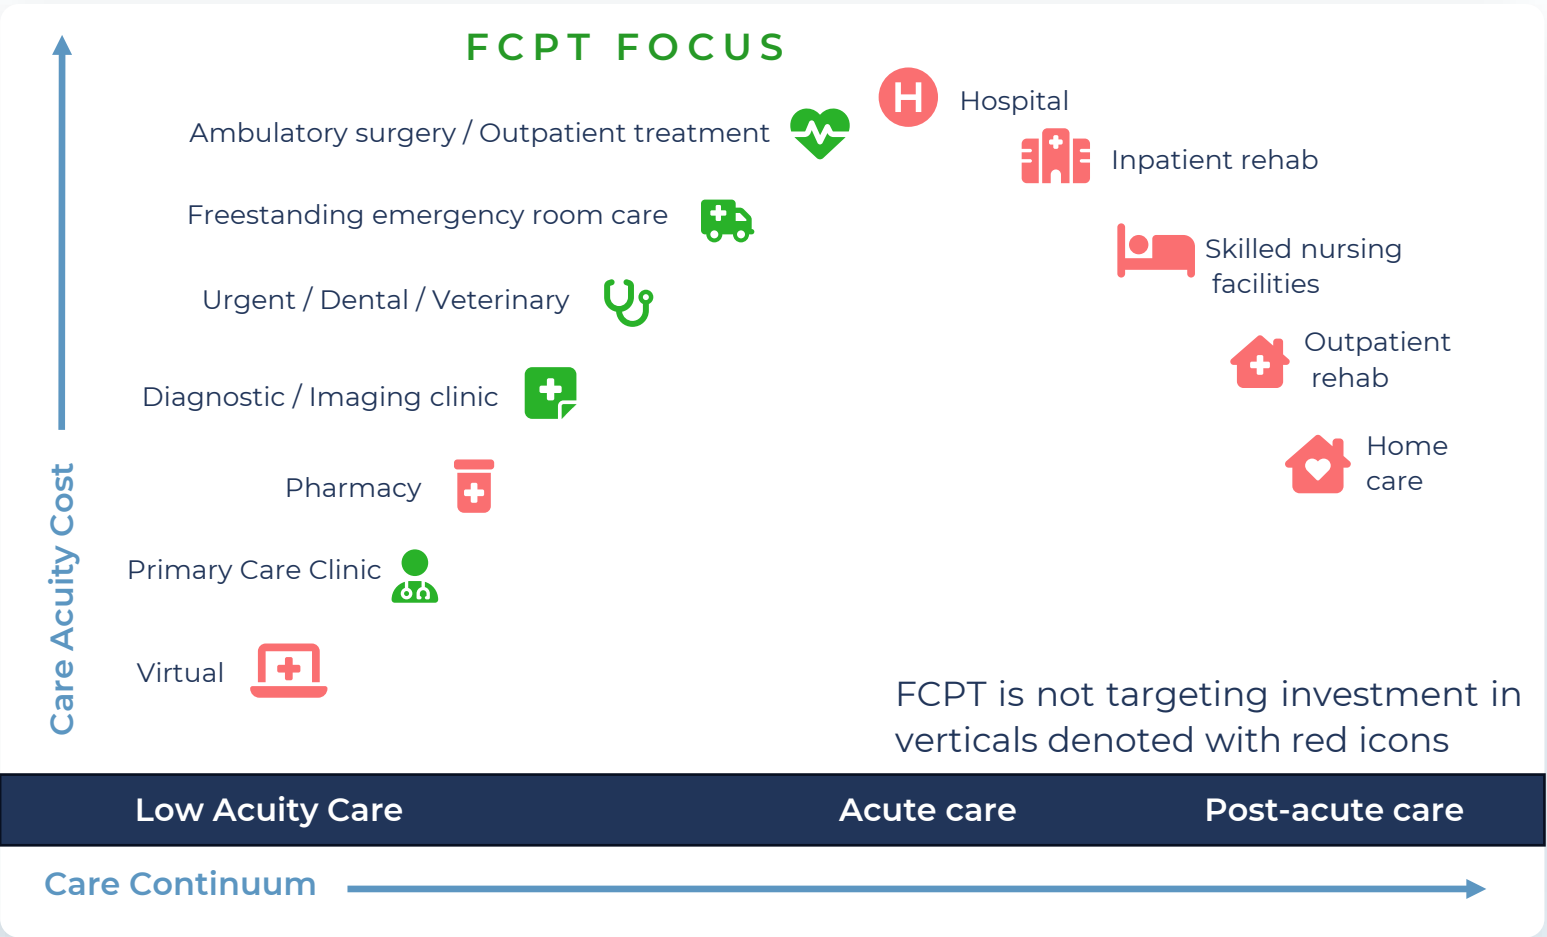 FCPT FOCUS
H
Hospital
Ambulatory surgery / Outpatient treatment
Inpatient rehab
Freestanding emergency room care
Skilled nursing
facilities
Urgent / Dental / Veterinary
Outpatient
rehab
Diagnostic / Imaging clinic
Home
care
Pharmacy
Primary Care Clinic
Virtual
Care Acuity Cost
FCPT is not targeting investment in
verticals denoted with red icons
Low Acuity Care
Acute care
Post-acute care
Care Continuum